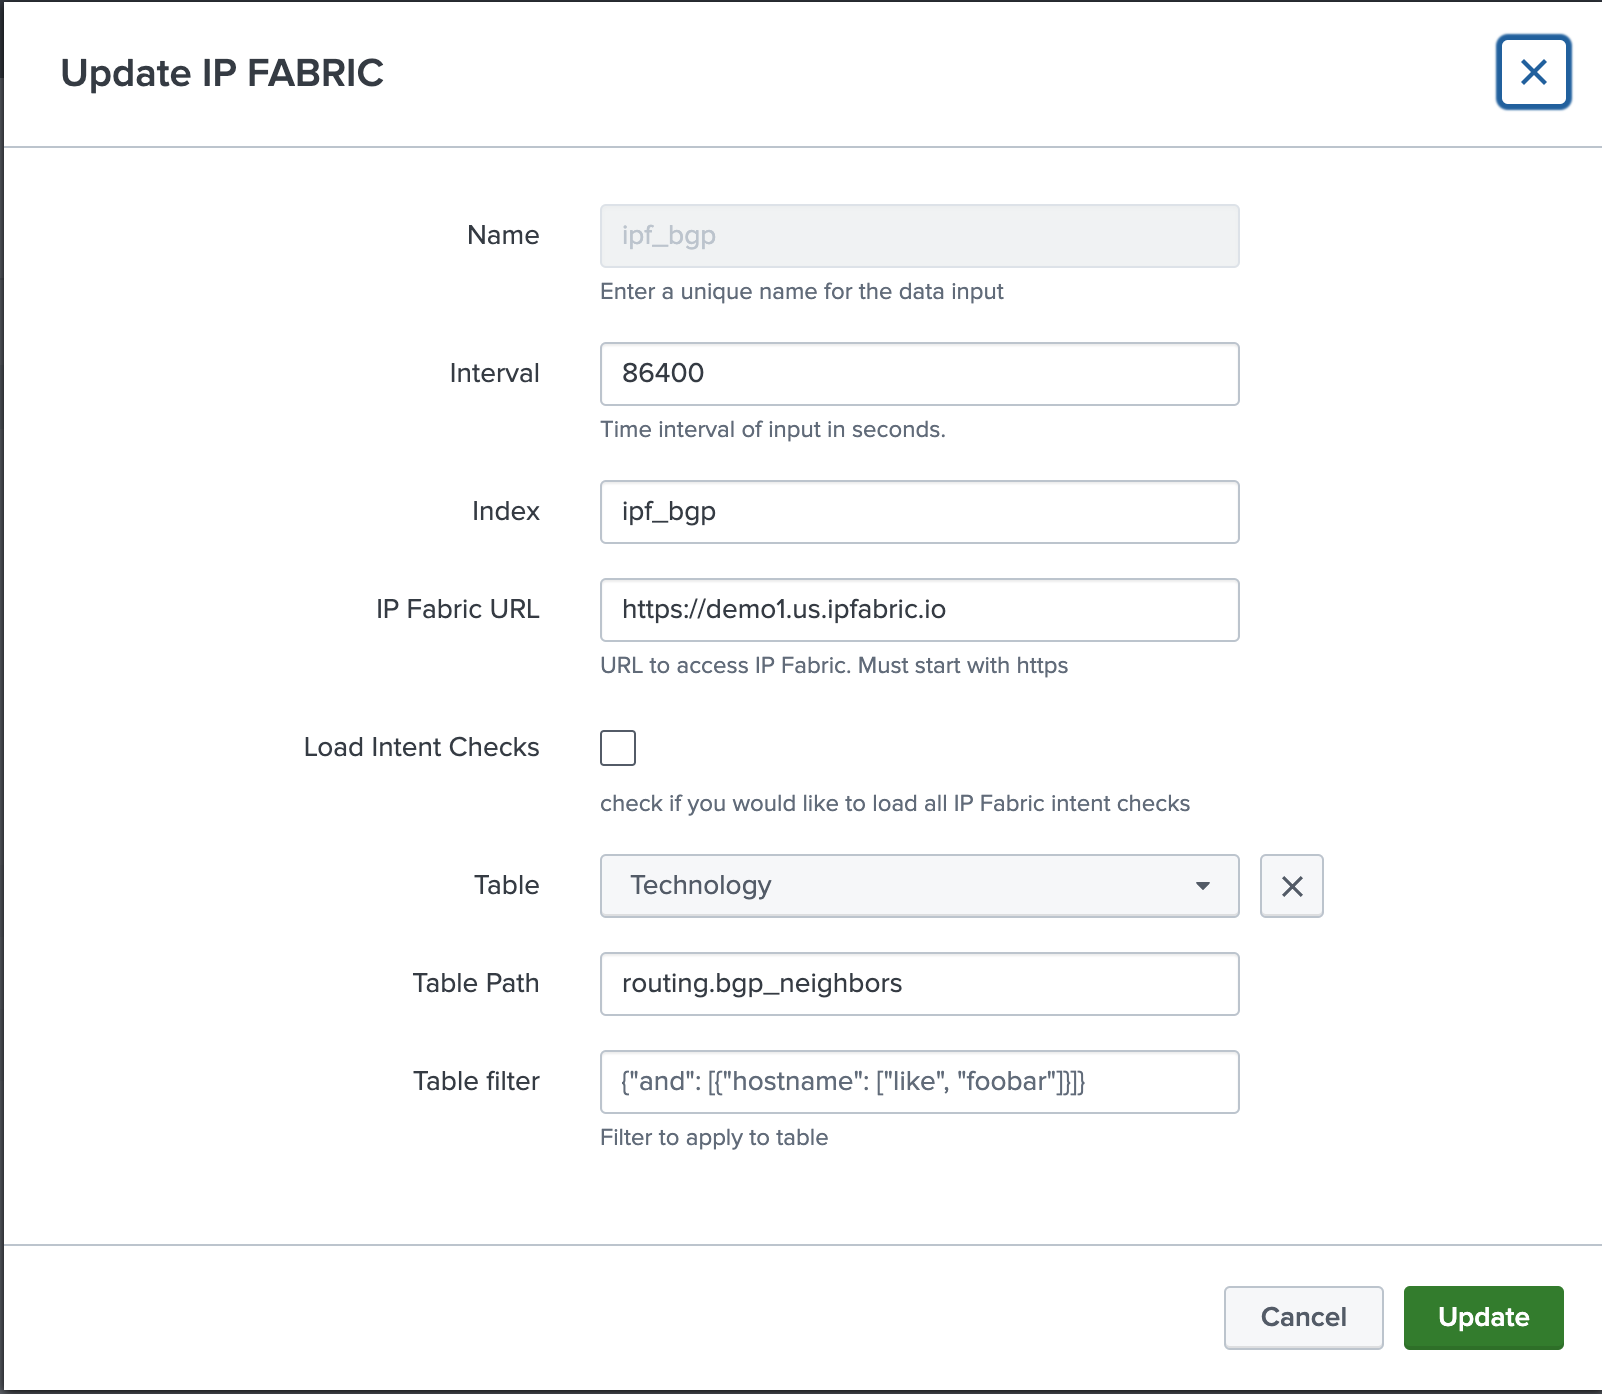 Update IP FABRIC
Name
ipf_bgp
Enter a unique name for the data input
Interval
86400
Time interval of input in seconds.
Index
ipf_bgp
IP Fabric URL
https://demo1.us.ipfabric.io
URL to access IP Fabric. Must start with https
Load Intent Checks
check if you would like to load all IP Fabric intent checks
Table
Technology
Table Path
routing.bgp_neighbors
Table filter
{"and": [{"hostname": ["like", "foobar"]}]}
Filter to apply to table
Cancel
Update